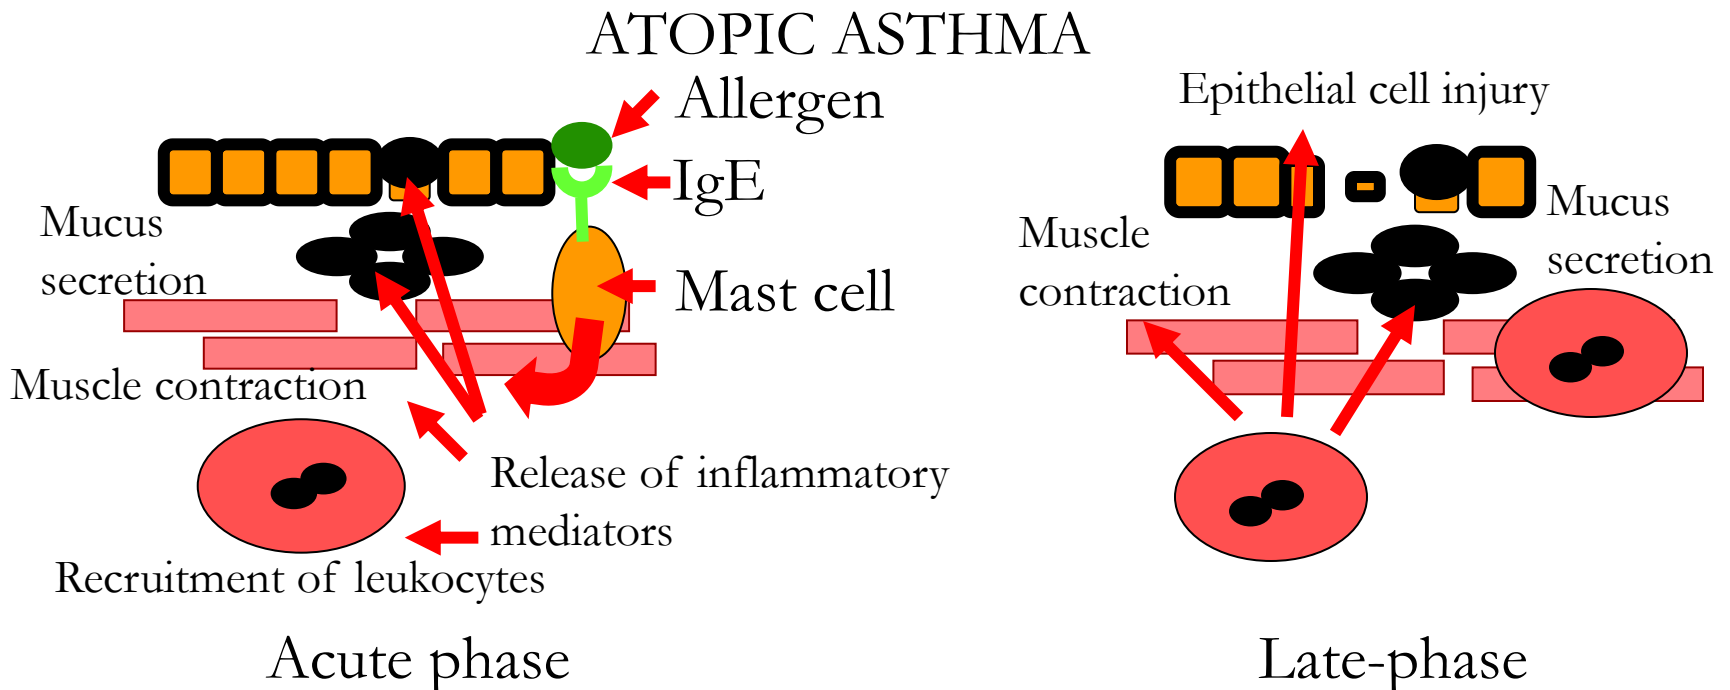 ATOPIC ASTHMA
Allergen
IgE
Mucus
secretion
Mast cell
Muscle contraction
Release of inflammatory
mediators
Recruitment of leukocytes
Acute phase
Epithelial cell injury
Muscle
contraction
Mucus
secretion
Late-phase